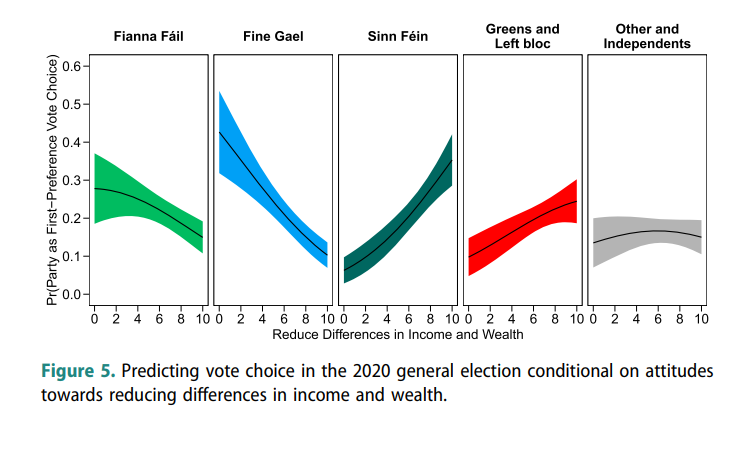 Fianna Fáil
Fine Gael
Sinn Féin
Greens and
Left bloc
Other and
Independents
Pr(Party as First−Preference Vote Choice)
0.6
0.5
0.4
0.3
0.2
0.1
0.0
0 2 4 6 8 10 0 2 4 6 8 10 0 2 4 6 8 10 0 2 4 6 8 10 0 2 4 6 8 10
Reduce Differences in Income and Wealth
Figure 5. Predicting vote choice in the 2020 general election conditional on attitudes
towards reducing differences in income and wealth.